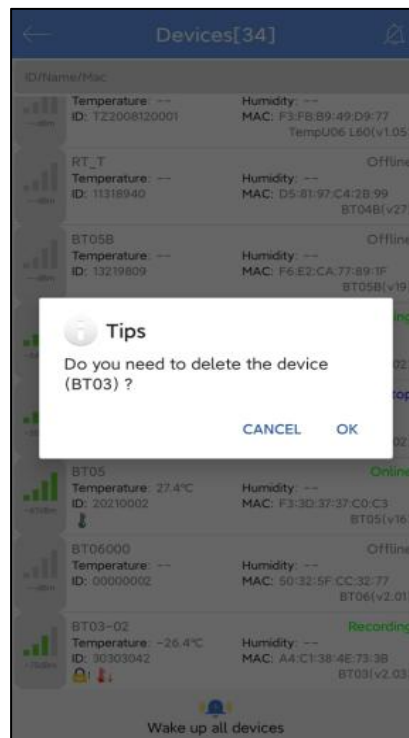 Devices[34]
ID/Name/Mac
Temperature: -- Humidity: --
ID: TZ2008120001 MAC: F3:FB:B9:49:D9:77
--dBm TempU06 L60(v1.05)
RT_T Offline
Temperature: -- Humidity: --
ID: 11318940 MAC: D5:81:97:C4:2B:99
--dBm BT04B(v27)
BT05B Offline
Temperature: -- Humidity: --
ID: 13219809 MAC: F6:E2:CA:77:89:1F
--dBm BT05B(v19
Tips
Do you need to delete the device
(BT03) ?
CANCEL OK
BT05 Online
Temperature: 27.4°C Humidity: --
ID: 20210002 MAC: F3:3D:37:37:C0:C3
BT05(v16)
BT06000 Offline
Temperature: -- Humidity: --
ID: 00000002 MAC: 50:32:5F:CC:32:77
--dBm BT06(v2.01)
BT03-02 Recording
Temperature: -26.4°C Humidity: --
ID: 30303042 MAC: A4:C1:38:4E:73:3B
BT03(v2.03)
Wake up all devices